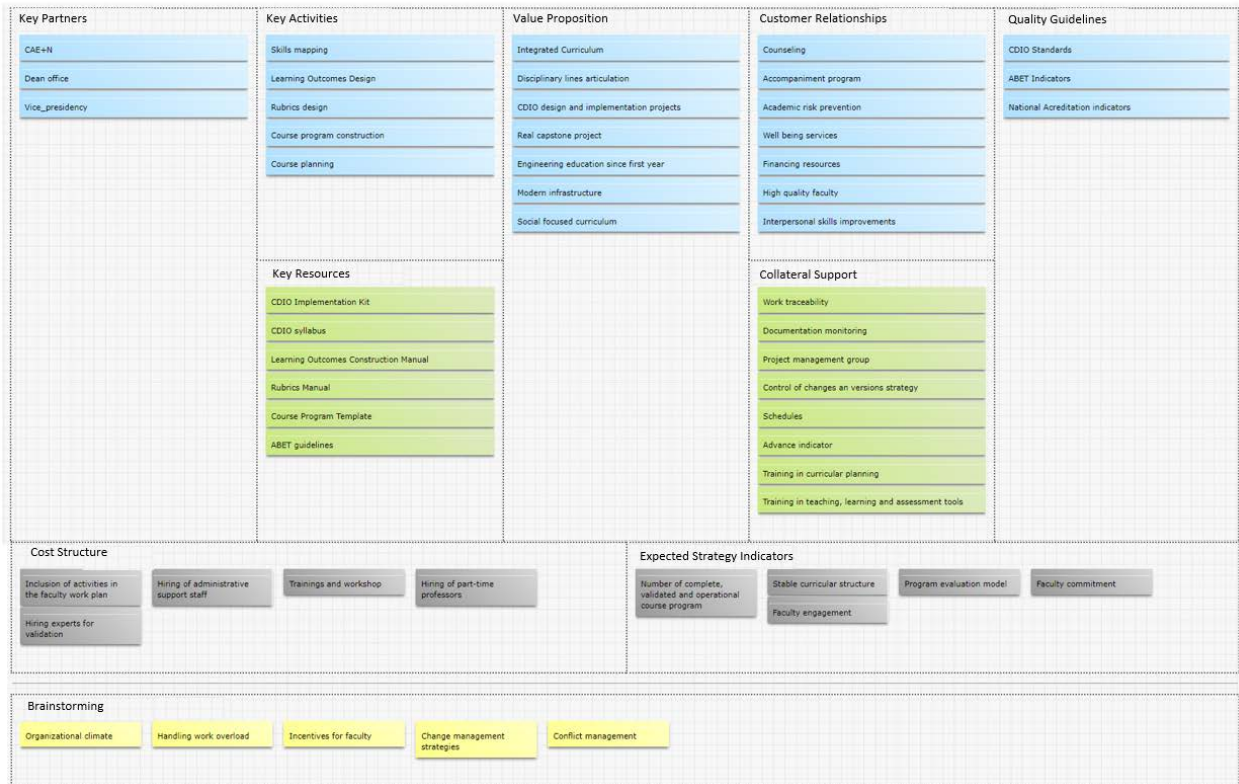 Key Partners
CAE+N
Dean office
Vice_presidency
Key Activities
Skills mapping
Learning Outcomes Design
Rubrics design
Course program construction
Course planning
Key Resources
CDIO Implementation Kit
CDIO syllabus
Learning Outcomes Construction Manual
Rubrics Manual
Course Program Template
ABET guidelines
Value Proposition
Integrated Curriculum
Disciplinary lines articulation
CDIO design and implementation projects
Real capstone project
Engineering education since first year
Modern infrastructure
Social focused curriculum
Customer Relationships
Counseling
Accompaniment program
Academic risk prevention
Well being services
Financing resources
High quality faculty
Interpersonal skills improvements
Collateral Support
Work traceability
Documentation monitoring
Project management group
Control of changes an versions strategy
Schedules
Advance indicator
Training in curricular planning
Training in teaching, learning and assessment tools
Quality Guidelines
CDIO Standards
ABET Indicators
National Acreditation indicators
Cost Structure
Inclusion of activities in
the faculty work plan
Hiring of administrative
support staff
Trainings and workshop
Hiring of part-time
professors
Hiring experts for
validation
Expected Strategy Indicators
Number of complete,
validated and operational
course program
Stable curricular structure
Program evaluation model
Faculty commitment
Faculty engagement
Brainstorming
Organizational climate
Handling work overload
Incentives for faculty
Change management
strategies
Conflict management